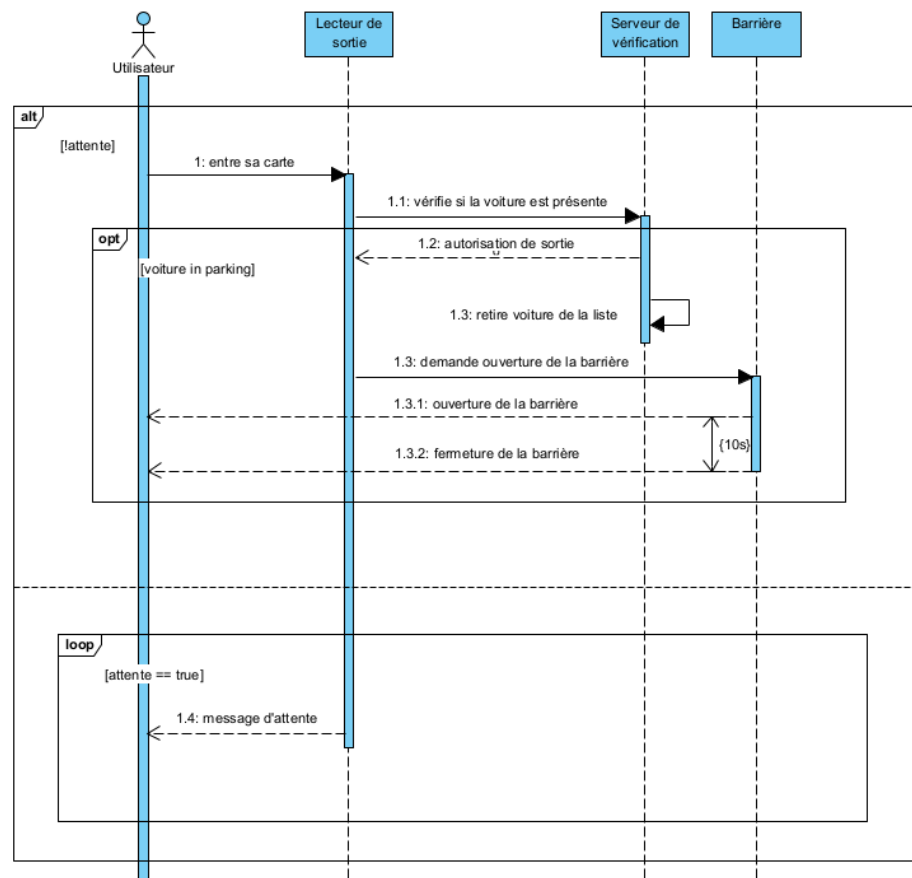 Lecteur de
sortie
Serveur de
vérification
Barrière
Utilisateur
alt
[!attente]
1: entre sa carte
1.1: vérifie si la voiture est présente
opt
1.2: autorisation de sortie
[voiture in parking]
1.3: retire voiture de la liste
1.3: demande ouverture de la barrière
1.3.1: ouverture de la barrière
{10s}
1.3.2: fermeture de la barrière
loop
[attente == true]
1.4: message d'attente